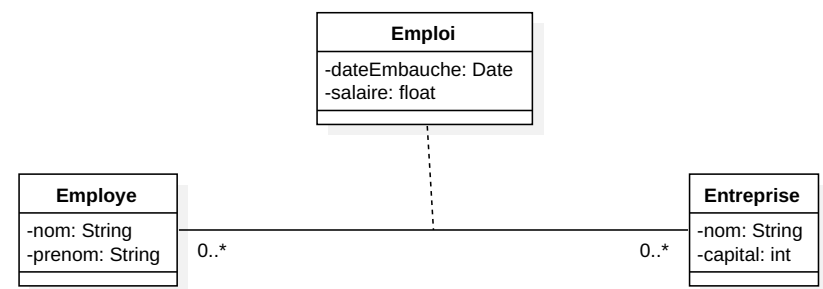 Emploi
-dateEmbauche: Date
-salaire: float
Employe
-nom: String
-prenom: String
0..*
0..*
Entreprise
-nom: String
-capital: int